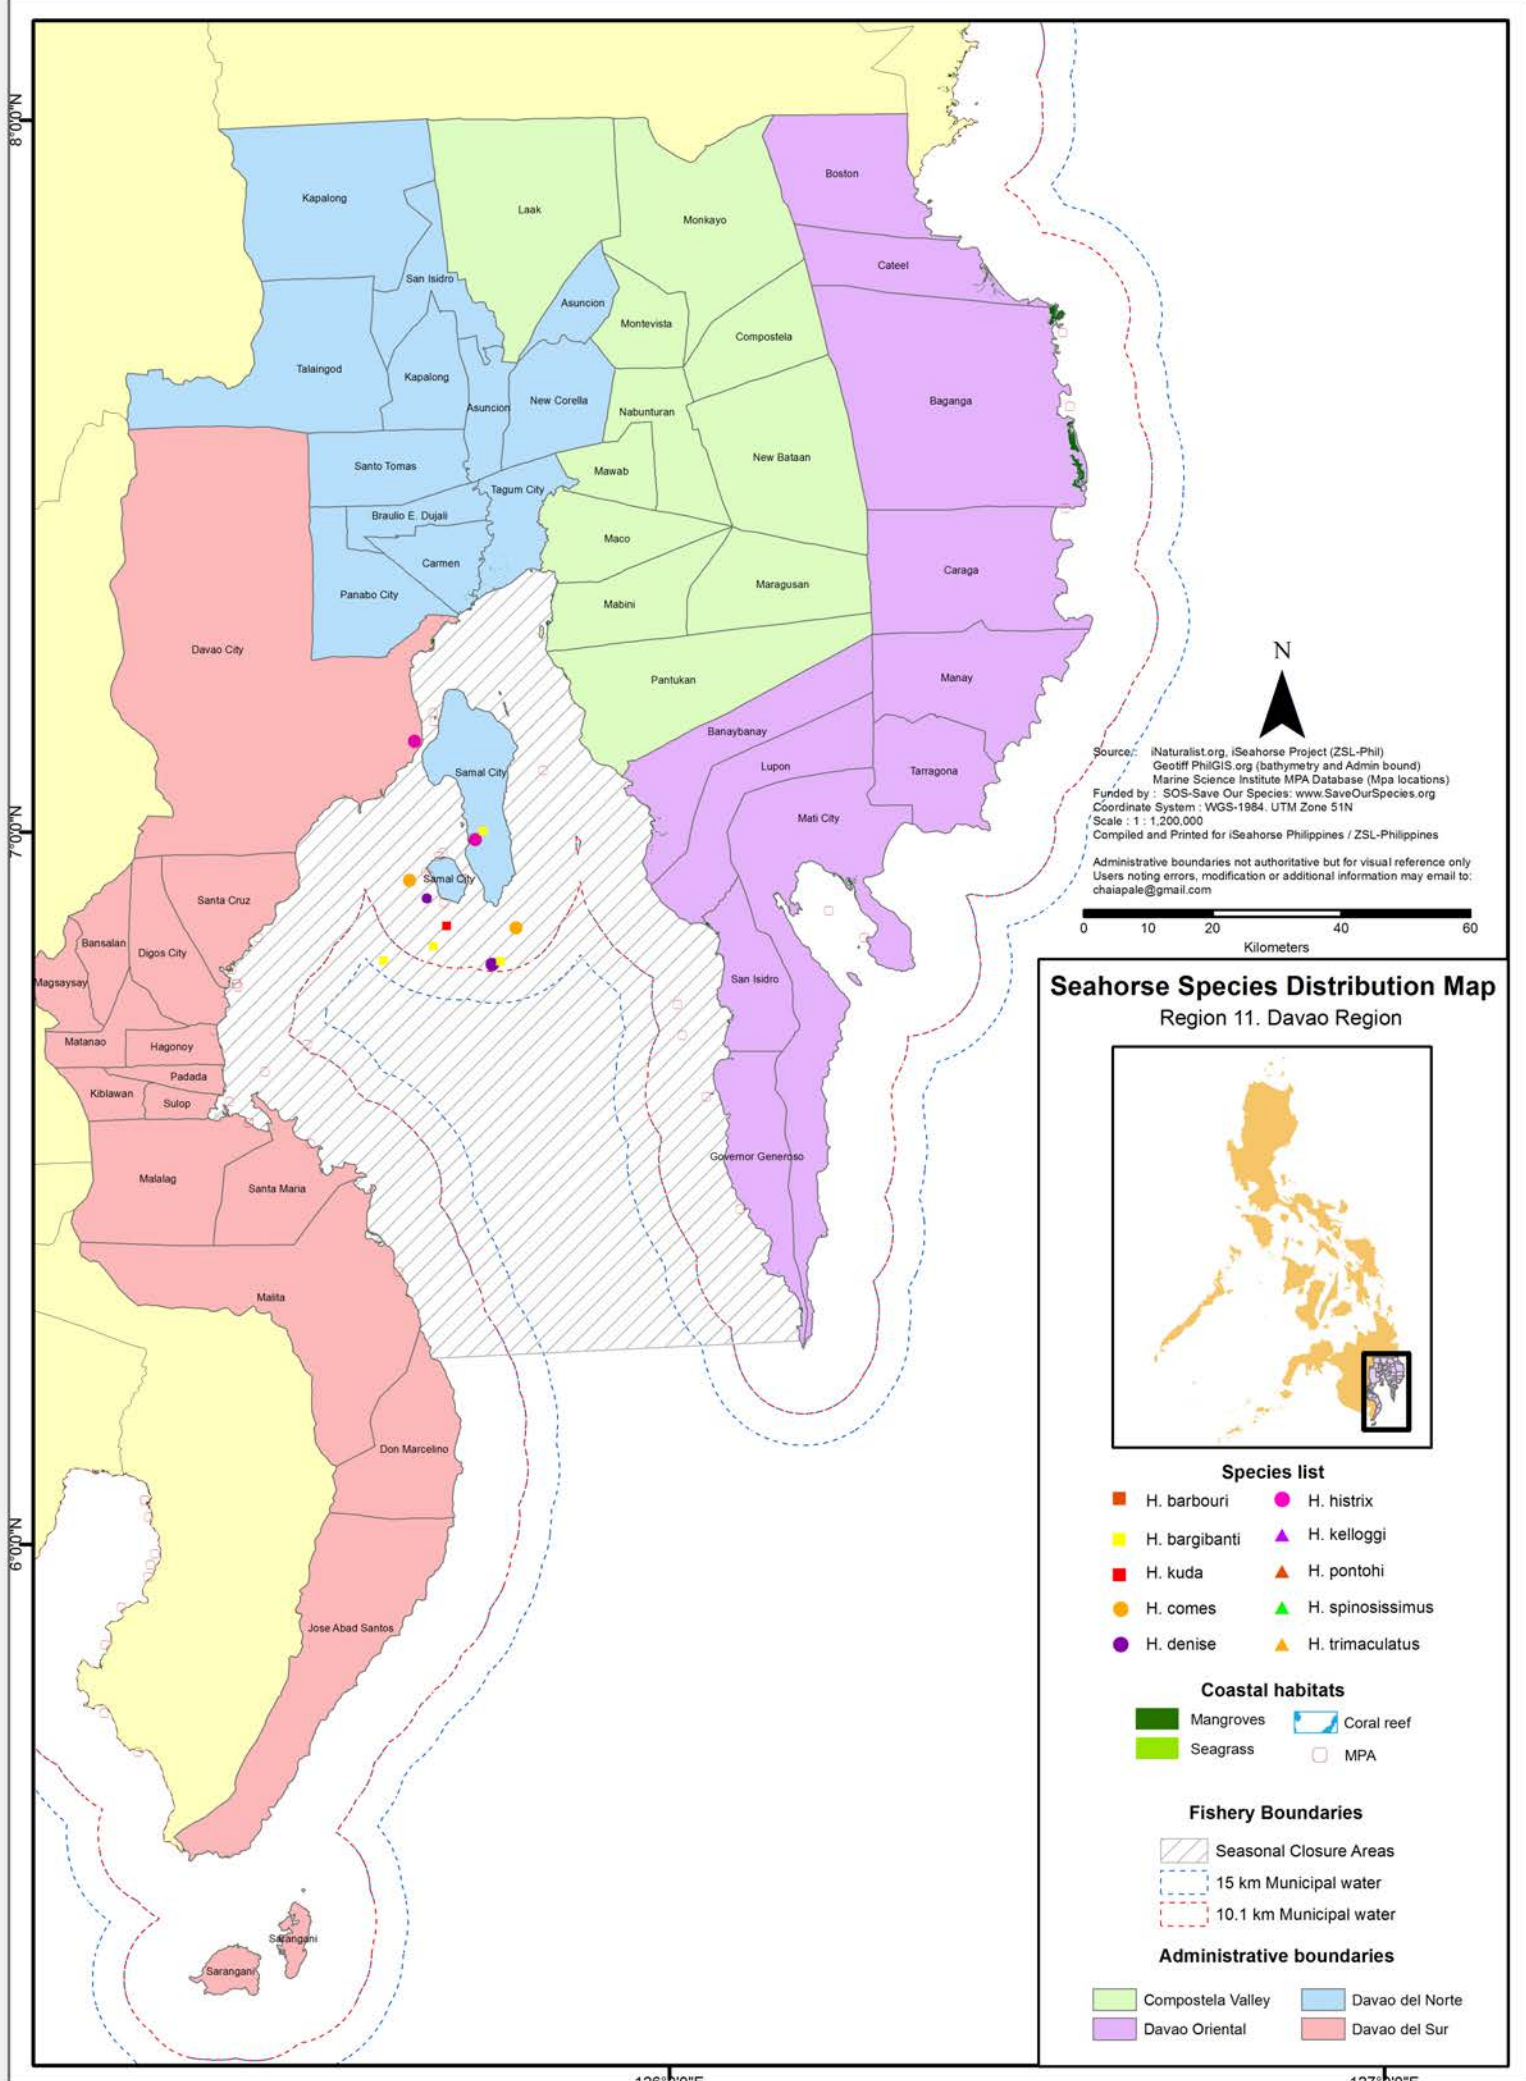 8°0'0"N
Boston
Kapalong
Laak
Monkayo
Cateel
San Isidro
Asuncion
Montevista
Compostela
Talaingod
Kapalong
Asuncion
New Corella
Nabunturan
Baganga
Santo Tomas
Mawab
New Bataan
Tagum City
Braulio E. Dujali
Maco
Carmen
Caraga
Panabo City
Mabini
Maragusan
Davao City
Pantukan
Manay
N
Banaybanay
Samal City
Lupon
Tarragona
Source : iNaturalist.org, iSeahorse Project (ZSL-Phil)
Geotiff PhilGIS.org (bathymetry and Admin bound)
Marine Science Institute MPA Database (Mpa locations)
Funded by : SOS-Save Our Species: www.SaveOurSpecies.org
Coordinate System : WGS-1984. UTM Zone 51N
Scale : 1 : 1,200,000
Compiled and Printed for iSeahorse Philippines / ZSL-Philippines
Administrative boundaries not authoritative but for visual reference only
Users noting errors, modification or additional information may email to:
chaiapale@gmail.com
7°0'0"N
Mati City
Samal City
Santa Cruz
0 10 20 40 60
Kilometers
Bansalan
Digos City
Magsaysay
San Isidro
Matanao
Hagonoy
Padada
Kiblawan
Sulop
Governor Generoso
Malalag
Santa Maria
Malita
Don Marcelino
6°0'0"N
Jose Abad Santos
Sarangani
Sarangani
Seahorse Species Distribution Map
Region 11. Davao Region
Species list
H. barbouri
H. histrix
H. bargibanti
H. kelloggi
H. kuda
H. pontohi
H. comes
H. spinosissimus
H. denise
H. trimaculatus
Coastal habitats
Mangroves
Coral reef
Seagrass
MPA
Fishery Boundaries
Seasonal Closure Areas
15 km Municipal water
10.1 km Municipal water
Administrative boundaries
Compostela Valley
Davao del Norte
Davao Oriental
Davao del Sur